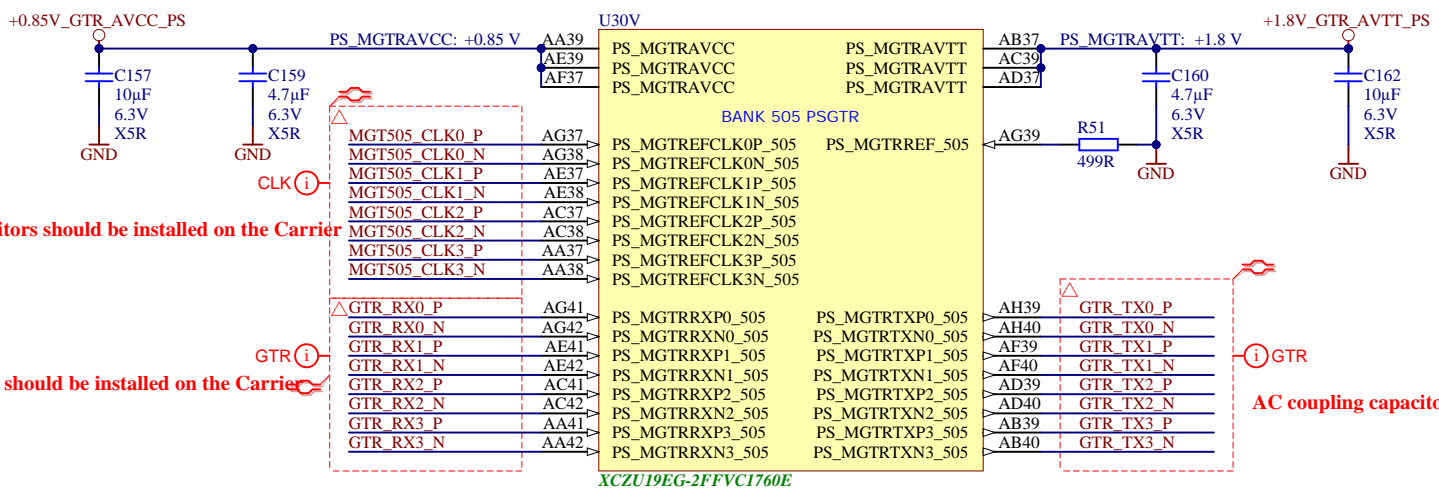 +0.85V_GTR_AVCC_PS
U30V
+1.8V_GTR_AVTT_PS
PS_MGTRAVCC: +0.85 V
AA39 PS_MGTRAVCC PS_MGTRAVTT AB37
PS_MGTRAVTT: +1.8 V
AE39 PS_MGTRAVCC PS_MGTRAVTT AC39
AF37 PS_MGTRAVCC PS_MGTRAVTT AD37
C157
10µF
6.3V
X5R
GND
C159
4.7µF
6.3V
X5R
GND
C160
4.7µF
6.3V
X5R
GND
C162
10µF
6.3V
X5R
GND
BANK 505 PSGTR
MGT505_CLK0_P AG37 PS_MGTREFCLK0P_505 PS_MGTRREF_505 AG39
R51
499R
MGT505_CLK0_N AG38 PS_MGTREFCLK0N_505
MGT505_CLK1_P AE37 PS_MGTREFCLK1P_505
CLK i
MGT505_CLK1_N AE38 PS_MGTREFCLK1N_505
MGT505_CLK2_P AC37 PS_MGTREFCLK2P_505
should be installed on the Carrier
MGT505_CLK2_N AC38 PS_MGTREFCLK2N_505
MGT505_CLK3_P AA37 PS_MGTREFCLK3P_505
MGT505_CLK3_N AA38 PS_MGTREFCLK3N_505
GTR_RX0_P AG41 PS_MGTRRXP0_505 PS_MGTRTXP0_505 AH39 GTR_TX0_P
GTR_RX0_N AG42 PS_MGTRRXN0_505 PS_MGTRTXN0_505 AH40 GTR_TX0_N
GTR_RX1_P AE41 PS_MGTRRXP1_505 PS_MGTRTXP1_505 AF39 GTR_TX1_P
GTR i
i GTR
GTR_RX1_N AE42 PS_MGTRRXN1_505 PS_MGTRTXN1_505 AF40 GTR_TX1_N
should be installed on the Carrier
GTR_RX2_P AC41 PS_MGTRRXP2_505 PS_MGTRTXP2_505 AD39 GTR_TX2_P
GTR_RX2_N AC42 PS_MGTRRXN2_505 PS_MGTRTXN2_505 AD40 GTR_TX2_N
AC coupling
GTR_RX3_P AA41 PS_MGTRRXP3_505 PS_MGTRTXP3_505 AB39 GTR_TX3_P
GTR_RX3_N AA42 PS_MGTRRXN3_505 PS_MGTRTXN3_505 AB40 GTR_TX3_N
XCZU19EG-2FFVC1760E